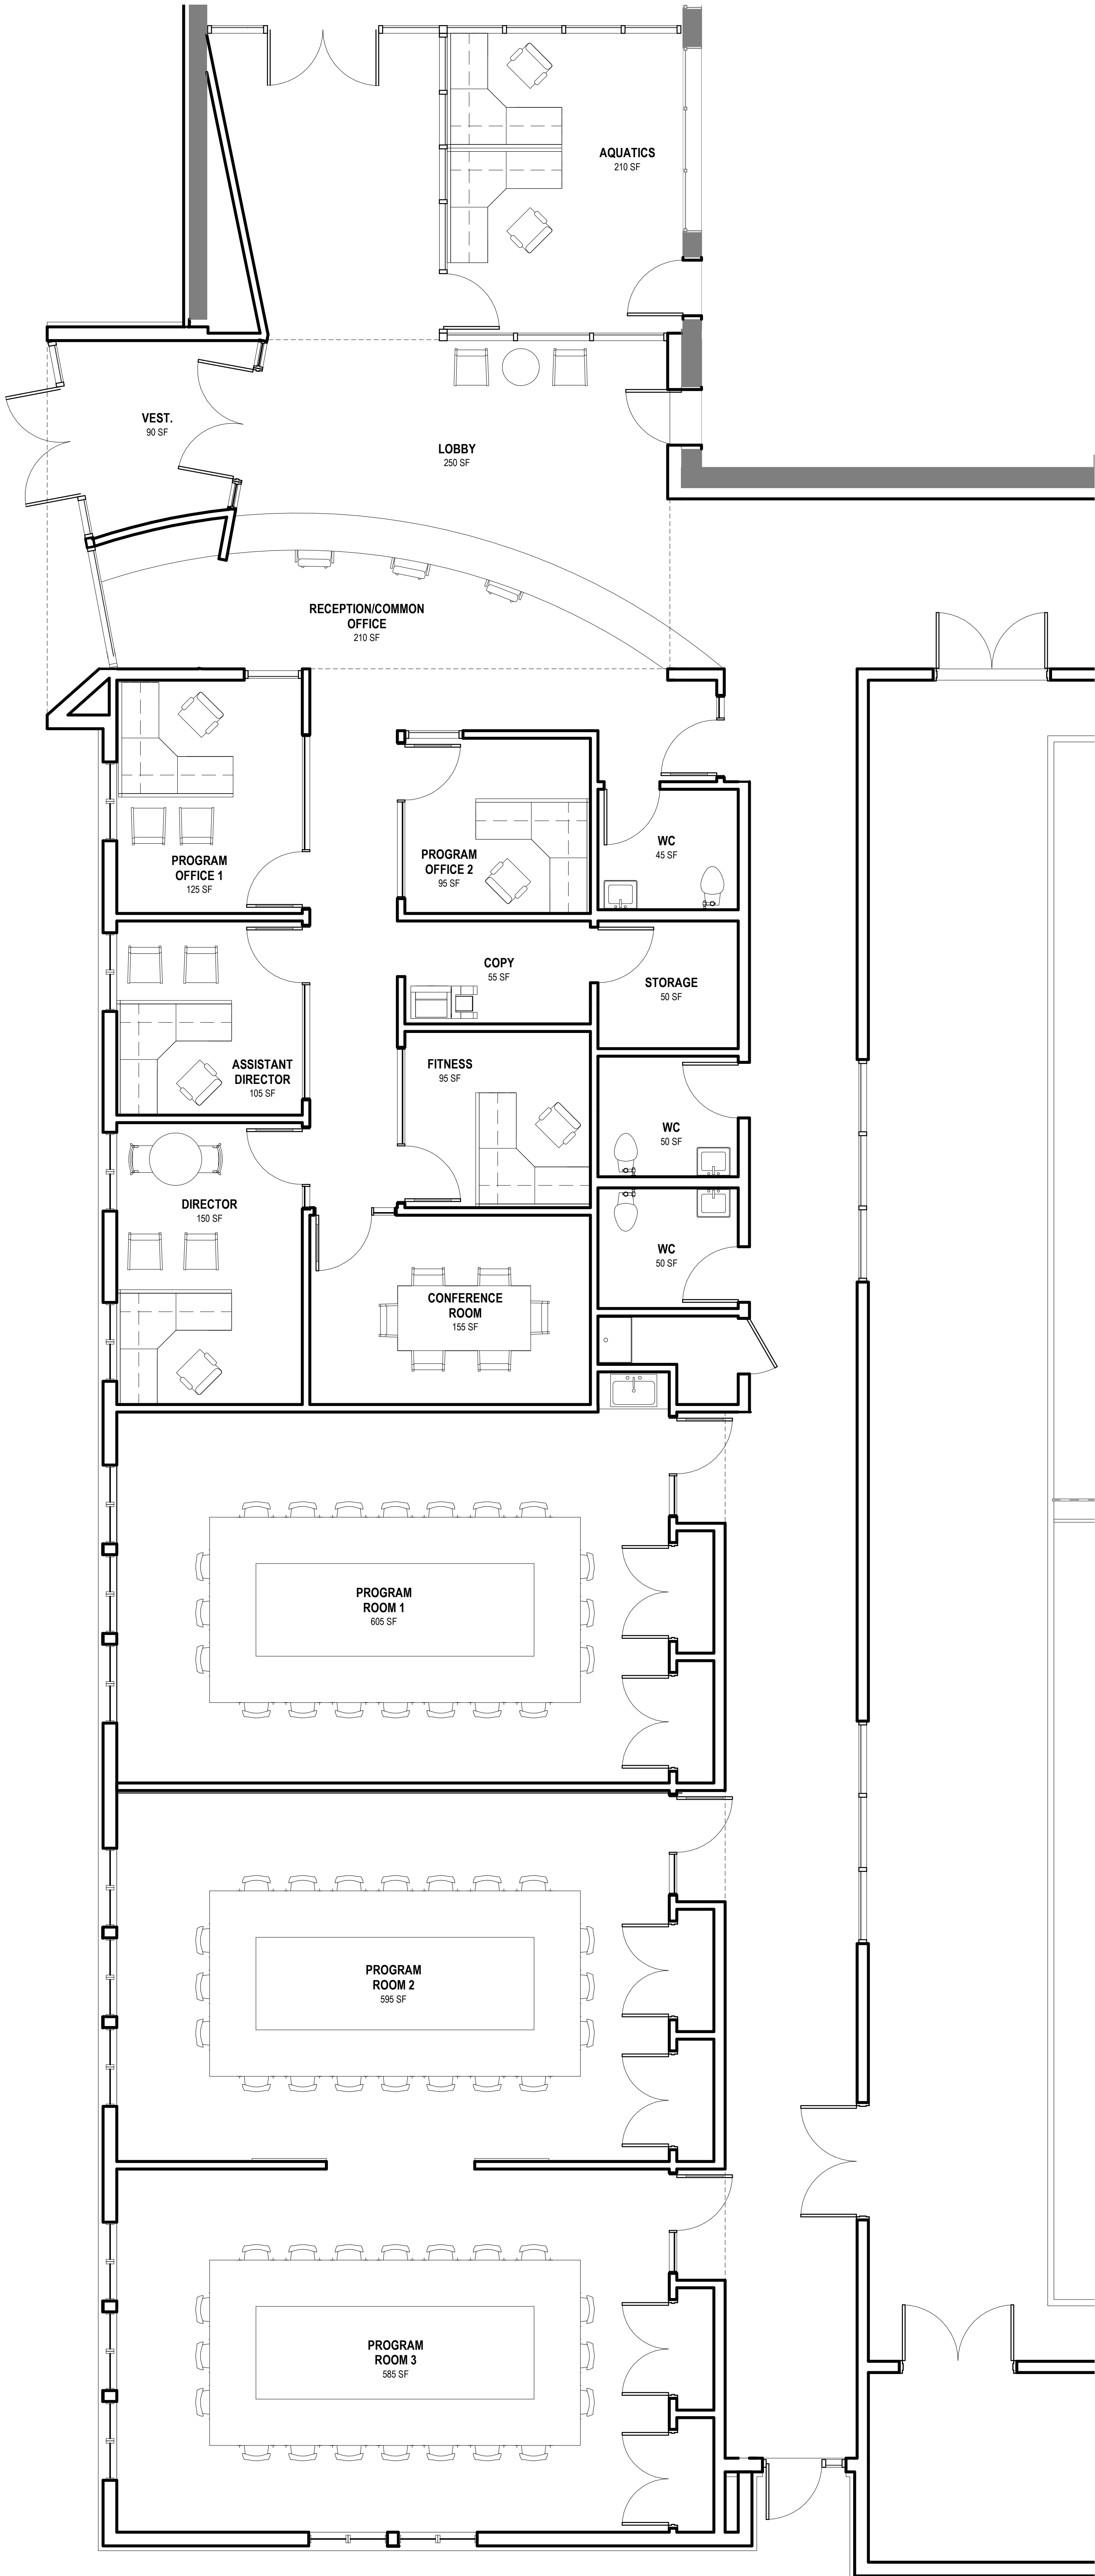 AQUATICS
210 SF
VEST.
90 SF
LOBBY
250 SF
RECEPTION/COMMON
OFFICE
210 SF
PROGRAM
OFFICE 1
125 SF
PROGRAM
OFFICE 2
95 SF
WC
45 SF
COPY
55 SF
STORAGE
50 SF
ASSISTANT
DIRECTOR
105 SF
FITNESS
95 SF
WC
50 SF
DIRECTOR
150 SF
WC
50 SF
CONFERENCE
ROOM
155 SF
PROGRAM
ROOM 1
605 SF
PROGRAM
ROOM 2
595 SF
PROGRAM
ROOM 3
585 SF